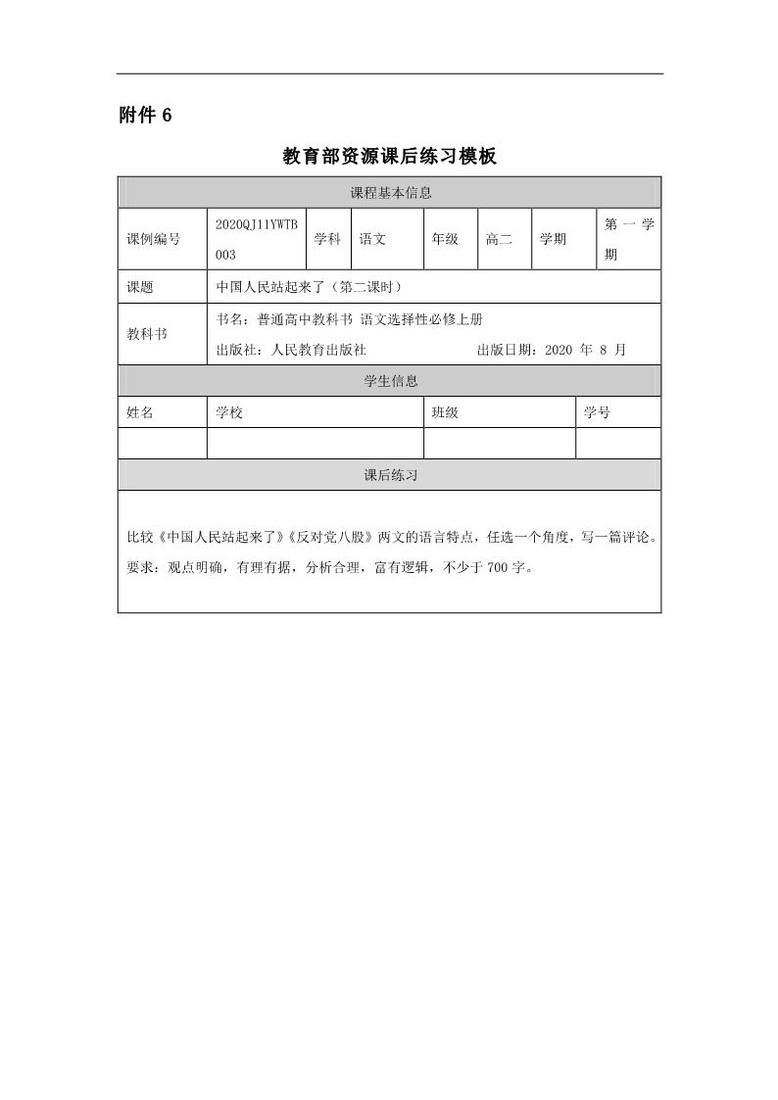 附件 6
教育部资源课后练习模板
课程基本信息
课例编号 2020QJ11YWTB003 学科 语文 年级 高二 学期 第一学期
课题 中国人民站起来了（第二课时）
教科书 书名：普通高中教科书 语文选择性必修上册
出版社：人民教育出版社 出版日期：2020 年 8 月
学生信息
姓名 学校 班级 学号
课后练习
比较《中国人民站起来了》《反对党八股》两文的语言特点，任选一个角度，写一篇评论。
要求：观点明确，有理有据，分析合理，富有逻辑，不少于 700 字。